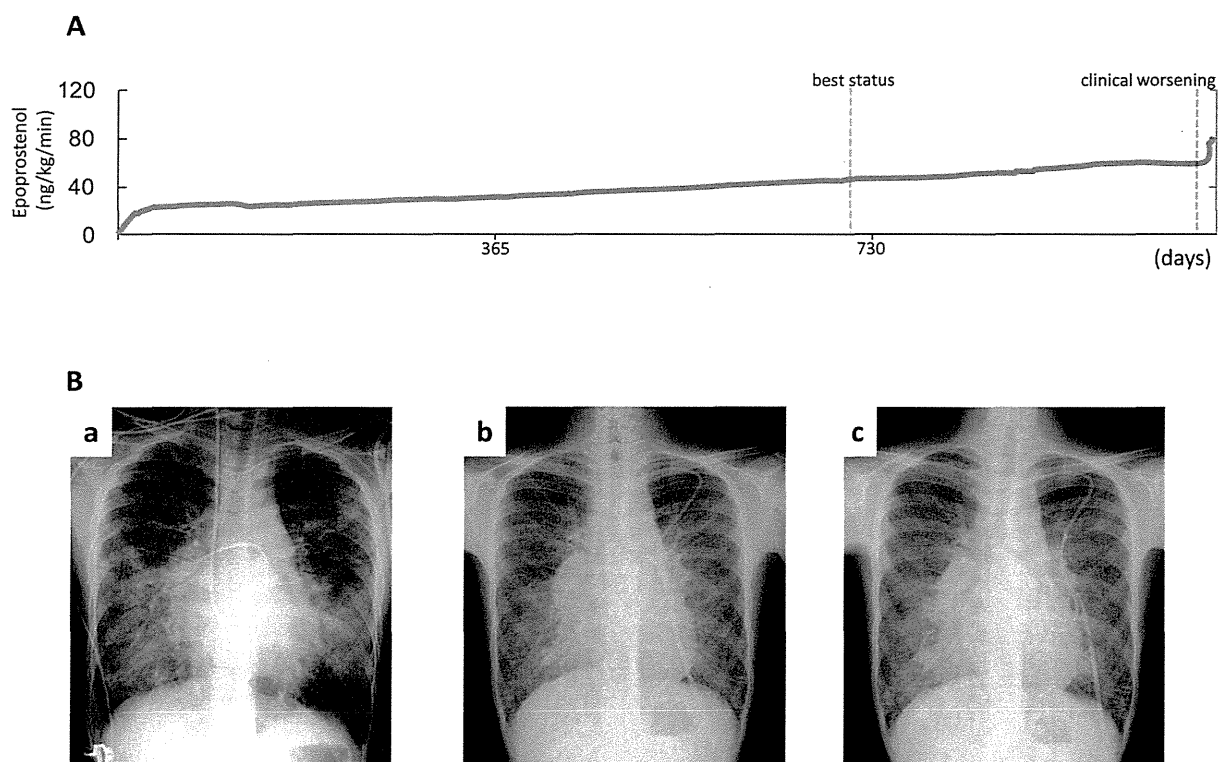 A
Epoprostenol
(ng/kg/min)
120
80
40
0
best status
clinical worsening
365
730
(days)
B
a
b
c